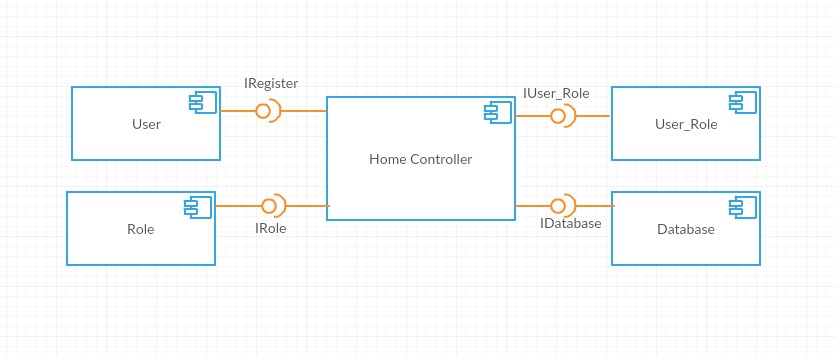 IRegister
IUser_Role
User
User_Role
Home Controller
Role
IRole
IDatabase
Database